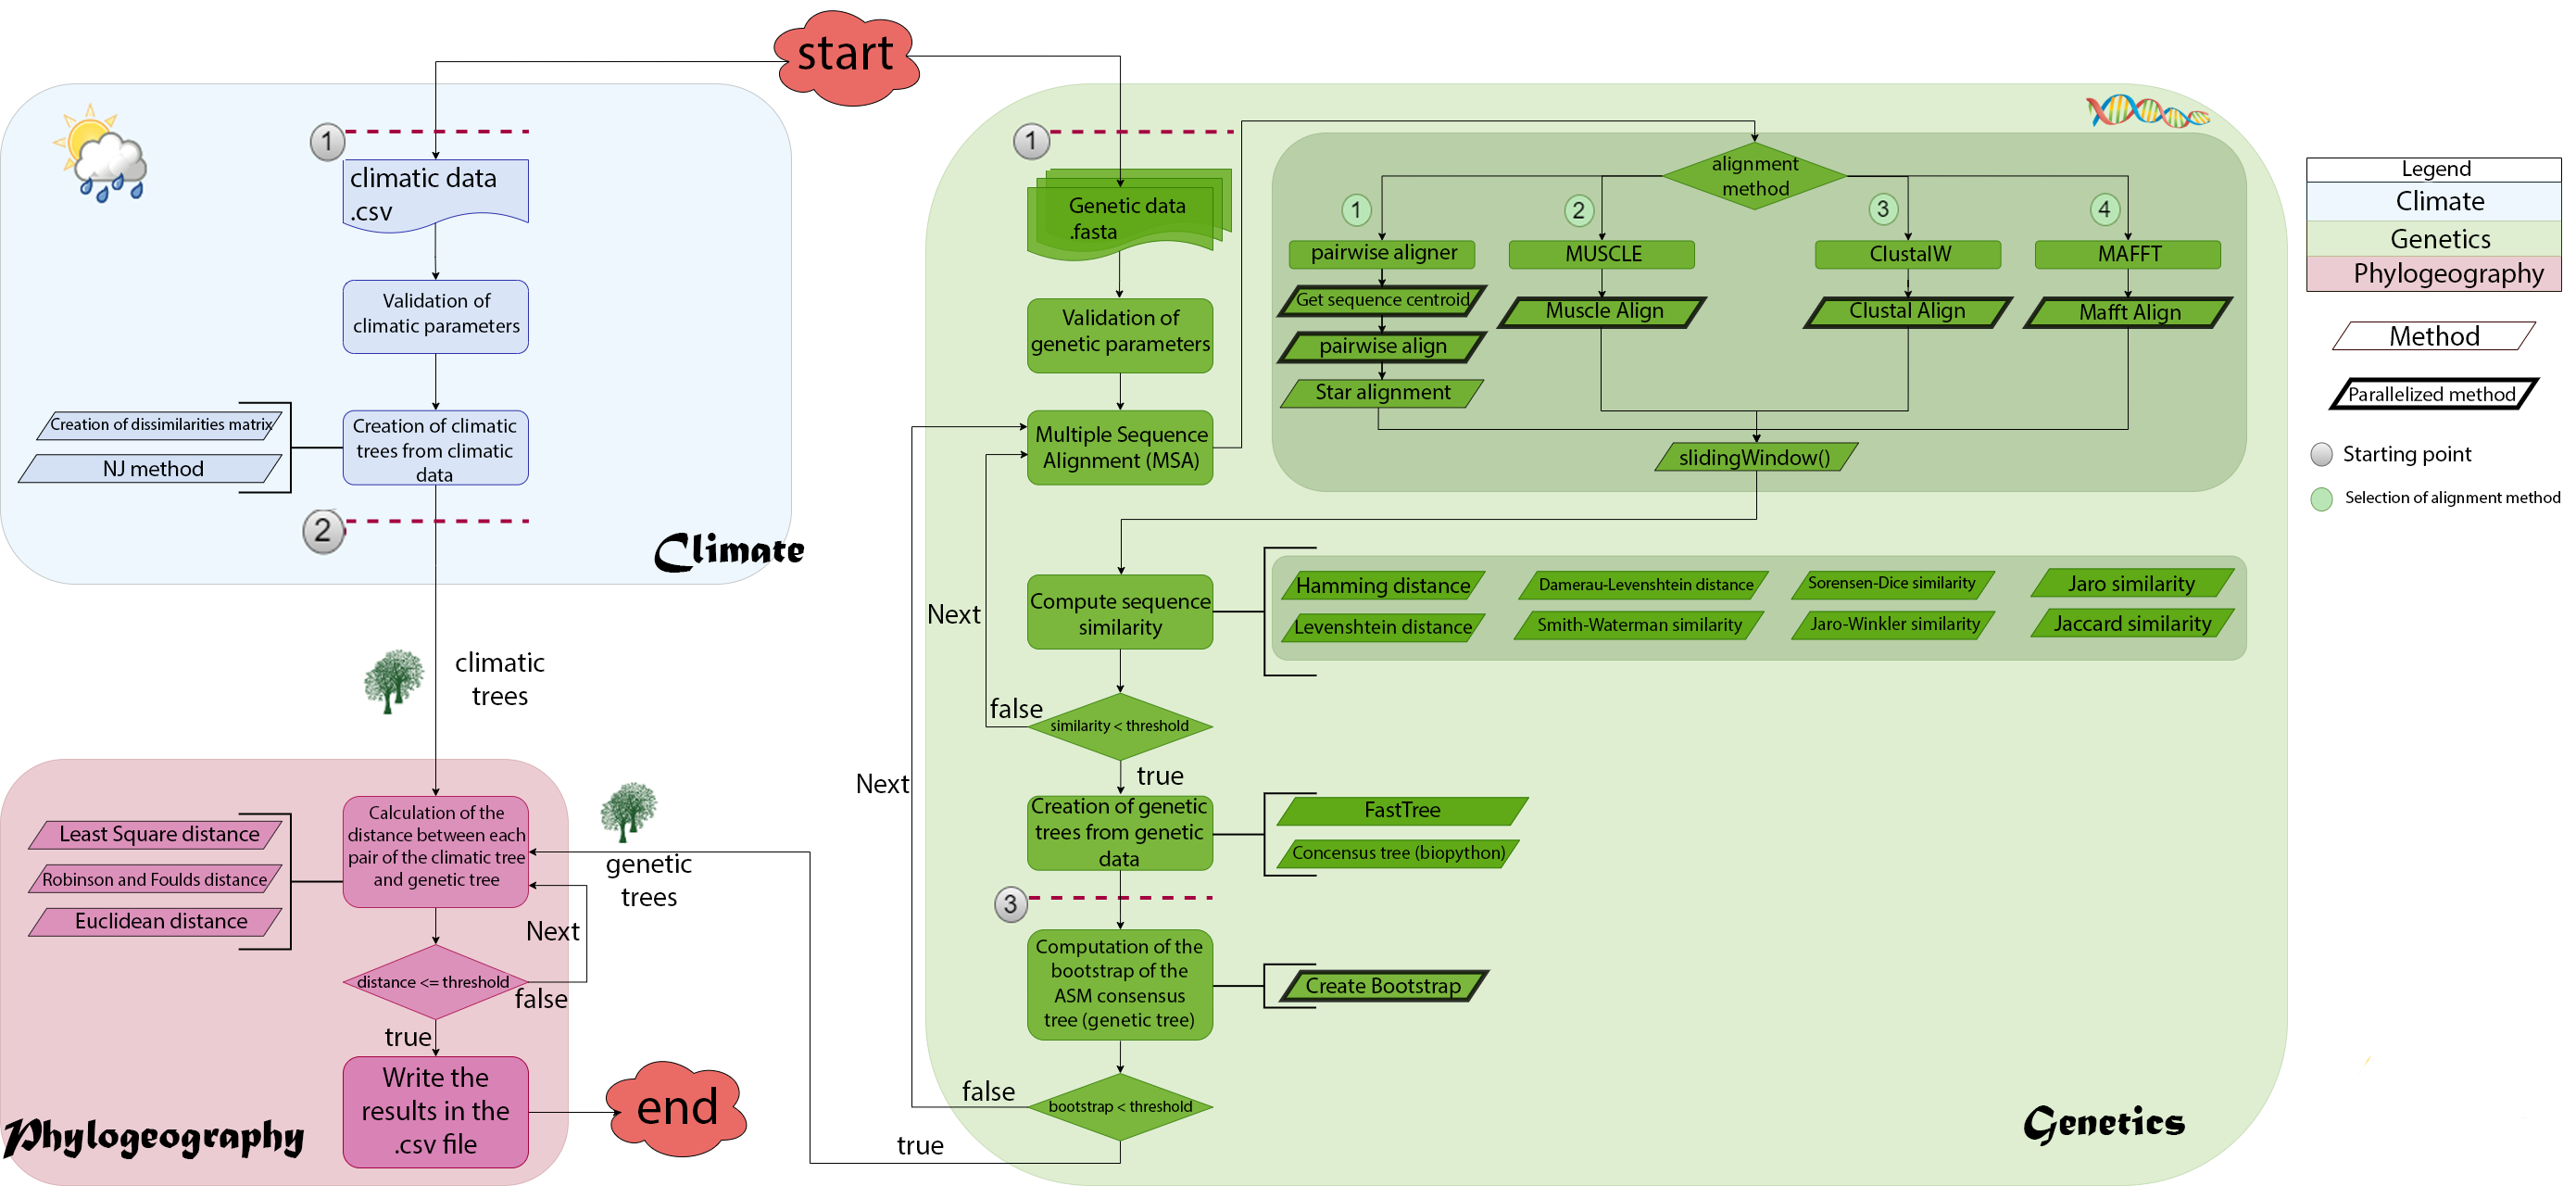 start
1
climatic data
.csv
Validation of
climatic parameters
Creation of dissimilarities matrix
NJ method
Creation of climatic
trees from climatic
data
2
Climate
climatic
trees
1
Genetic data
.fasta
Validation of
genetic parameters
Multiple Sequence
Alignment (MSA)
alignment
method
1
2
3
4
pairwise aligner
MUSCLE
ClustalW
MAFFT
Get sequence centroid
Muscle Align
Clustal Align
Mafft Align
pairwise align
Star alignment
slidingWindow()
Compute sequence
similarity
Hamming distance
Damerau-Levenshtein distance
Sorensen-Dice similarity
Jaro similarity
Levenshtein distance
Smith-Waterman similarity
Jaro-Winkler similarity
Jaccard similarity
Next
false
similarity < threshold
true
Next
Creation of genetic
trees from genetic
data
FastTree
Concensus tree (biopython)
3
Computation of the
bootstrap of the
ASM consensus
tree (genetic tree)
Create Bootstrap
false
bootstrap < threshold
true
Genetics
genetic
trees
Calculation of the
distance between each
pair of the climatic tree
and genetic tree
Least Square distance
Robinson and Foulds distance
Euclidean distance
Next
distance <= threshold
false
true
Write the
results in the
.csv file
end
Phylogeography
Legend
Climate
Genetics
Phylogeography
Method
Parallelized method
Starting point
Selection of alignment method